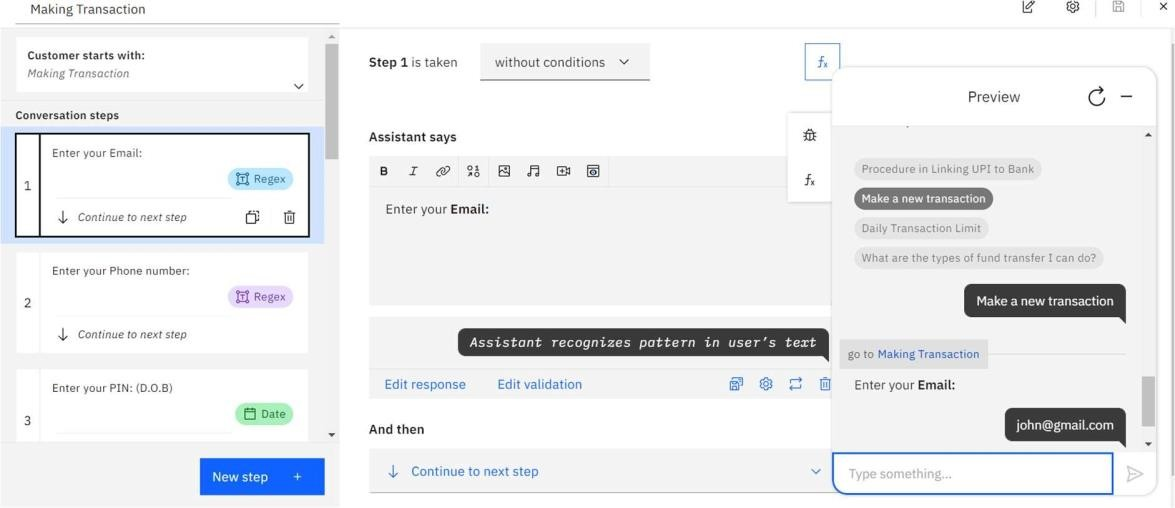 Making Transaction
Customer starts with:
Making Transaction
Conversation steps
1
Enter your Email:
Regex
Continue to next step
2
Enter your Phone number:
Regex
Continue to next step
3
Enter your PIN: (D.O.B)
Date
New step +
Step 1 is taken
without conditions
fx
Assistant says
B I
fx
Enter your Email:
Assistant recognizes pattern in user's text
Edit response
Edit validation
And then
Continue to next step
Preview
Procedure in Linking UPI to Bank
Make a new transaction
Daily Transaction Limit
What are the types of fund transfer I can do?
Make a new transaction
go to Making Transaction
Enter your Email:
john@gmail.com
Type something...